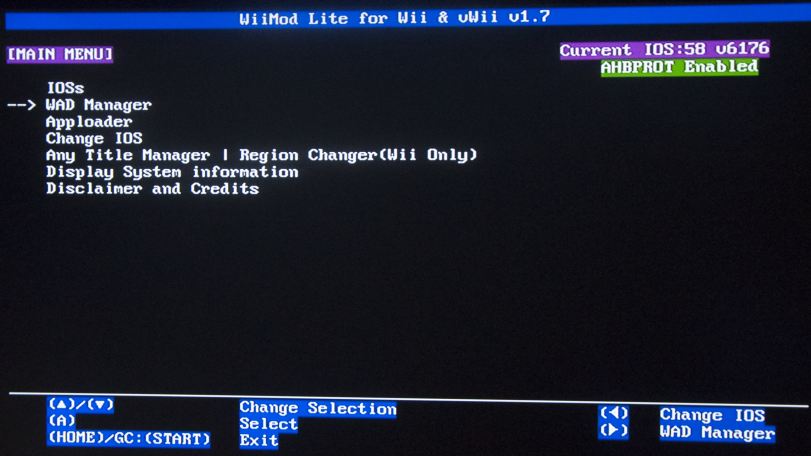 WiiMod Lite for Wii & vWii v1.7
[MAIN MENU]
Current IOS:58 v6176
AHBPROT Enabled
IOSs
--> WAD Manager
Apploader
Change IOS
Any Title Manager | Region Changer(Wii Only)
Display System information
Disclaimer and Credits
(▲)/(▼) Change Selection (◀) Change IOS
(A) Select (▶) WAD Manager
(HOME)/GC:(START) Exit